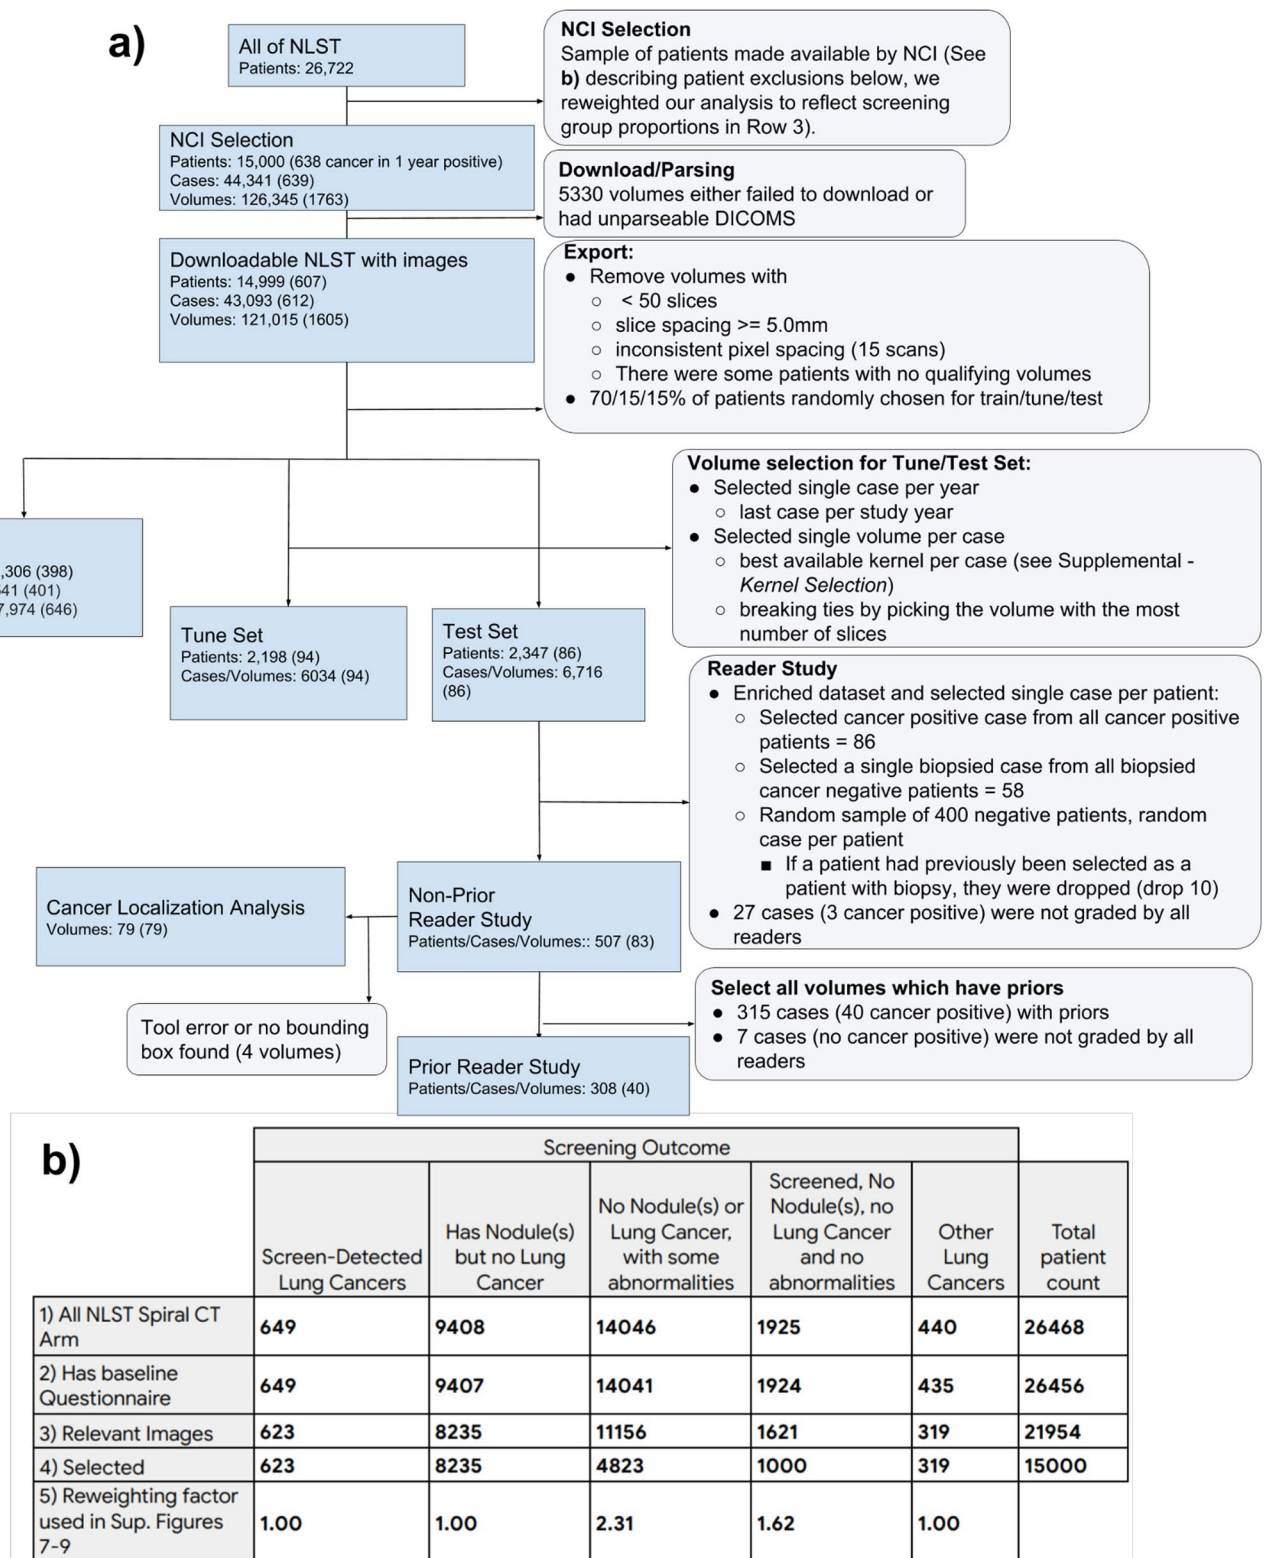 a)
All of NLST
Patients: 26,722
NCI Selection
Sample of patients made available by NCI (See
b) describing patient exclusions below, we
reweighted our analysis to reflect screening
group proportions in Row 3).
NCI Selection
Patients: 15,000 (638 cancer in 1 year positive)
Cases: 44,341 (639)
Volumes: 126,345 (1763)
Download/Parsing
5330 volumes either failed to download or
had unparseable DICOMS
Downloadable NLST with images
Patients: 14,999 (607)
Cases: 43,093 (612)
Volumes: 121,015 (1605)
Export:
● Remove volumes with
○ < 50 slices
○ slice spacing >= 5.0mm
○ inconsistent pixel spacing (15 scans)
○ There were some patients with no qualifying volumes
● 70/15/15% of patients randomly chosen for train/tune/test
Volume selection for Tune/Test Set:
● Selected single case per year
○ last case per study year
● Selected single volume per case
○ best available kernel per case (see Supplemental -
Kernel Selection)
○ breaking ties by picking the volume with the most
number of slices
,306 (398)
41 (401)
7,974 (646)
Tune Set
Patients: 2,198 (94)
Cases/Volumes: 6034 (94)
Test Set
Patients: 2,347 (86)
Cases/Volumes: 6,716
(86)
Reader Study
● Enriched dataset and selected single case per patient:
○ Selected cancer positive case from all cancer positive
patients = 86
○ Selected a single biopsied case from all biopsied
cancer negative patients = 58
○ Random sample of 400 negative patients, random
case per patient
■ If a patient had previously been selected as a
patient with biopsy, they were dropped (drop 10)
● 27 cases (3 cancer positive) were not graded by all
readers
Cancer Localization Analysis
Volumes: 79 (79)
Non-Prior
Reader Study
Patients/Cases/Volumes:: 507 (83)
Tool error or no bounding
box found (4 volumes)
Select all volumes which have priors
● 315 cases (40 cancer positive) with priors
● 7 cases (no cancer positive) were not graded by all
readers
Prior Reader Study
Patients/Cases/Volumes: 308 (40)
b)
Screening Outcome
Screen-Detected
Lung Cancers
Has Nodule(s)
but no Lung
Cancer
No Nodule(s) or
Lung Cancer,
with some
abnormalities
Screened, No
Nodule(s), no
Lung Cancer
and no
abnormalities
Other
Lung
Cancers
Total
patient
count
1) All NLST Spiral CT
Arm
649 9408 14046 1925 440 26468
2) Has baseline
Questionnaire
649 9407 14041 1924 435 26456
3) Relevant Images 623 8235 11156 1621 319 21954
4) Selected 623 8235 4823 1000 319 15000
5) Reweighting factor
used in Sup. Figures
7-9
1.00 1.00 2.31 1.62 1.00